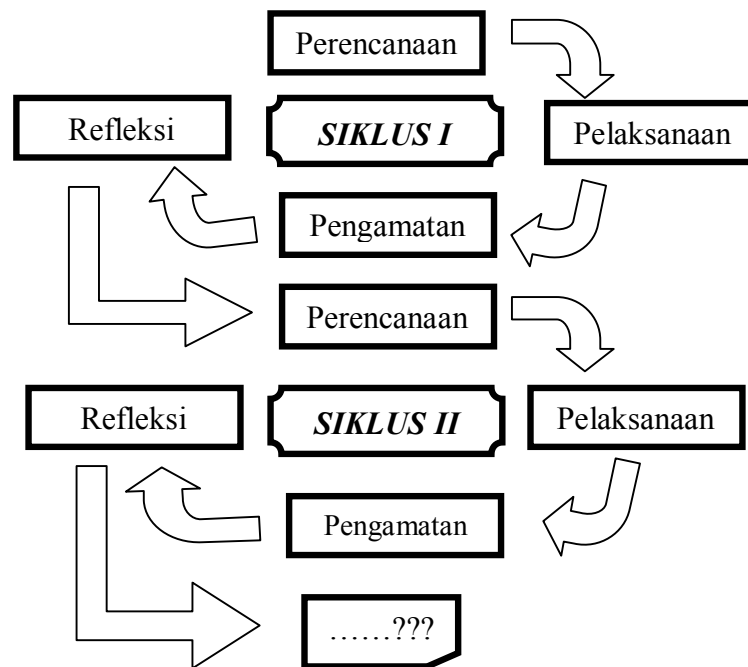 Perencanaan
Refleksi
SIKLUS I
Pelaksanaan
Pengamatan
Perencanaan
Refleksi
SIKLUS II
Pelaksanaan
Pengamatan
……???